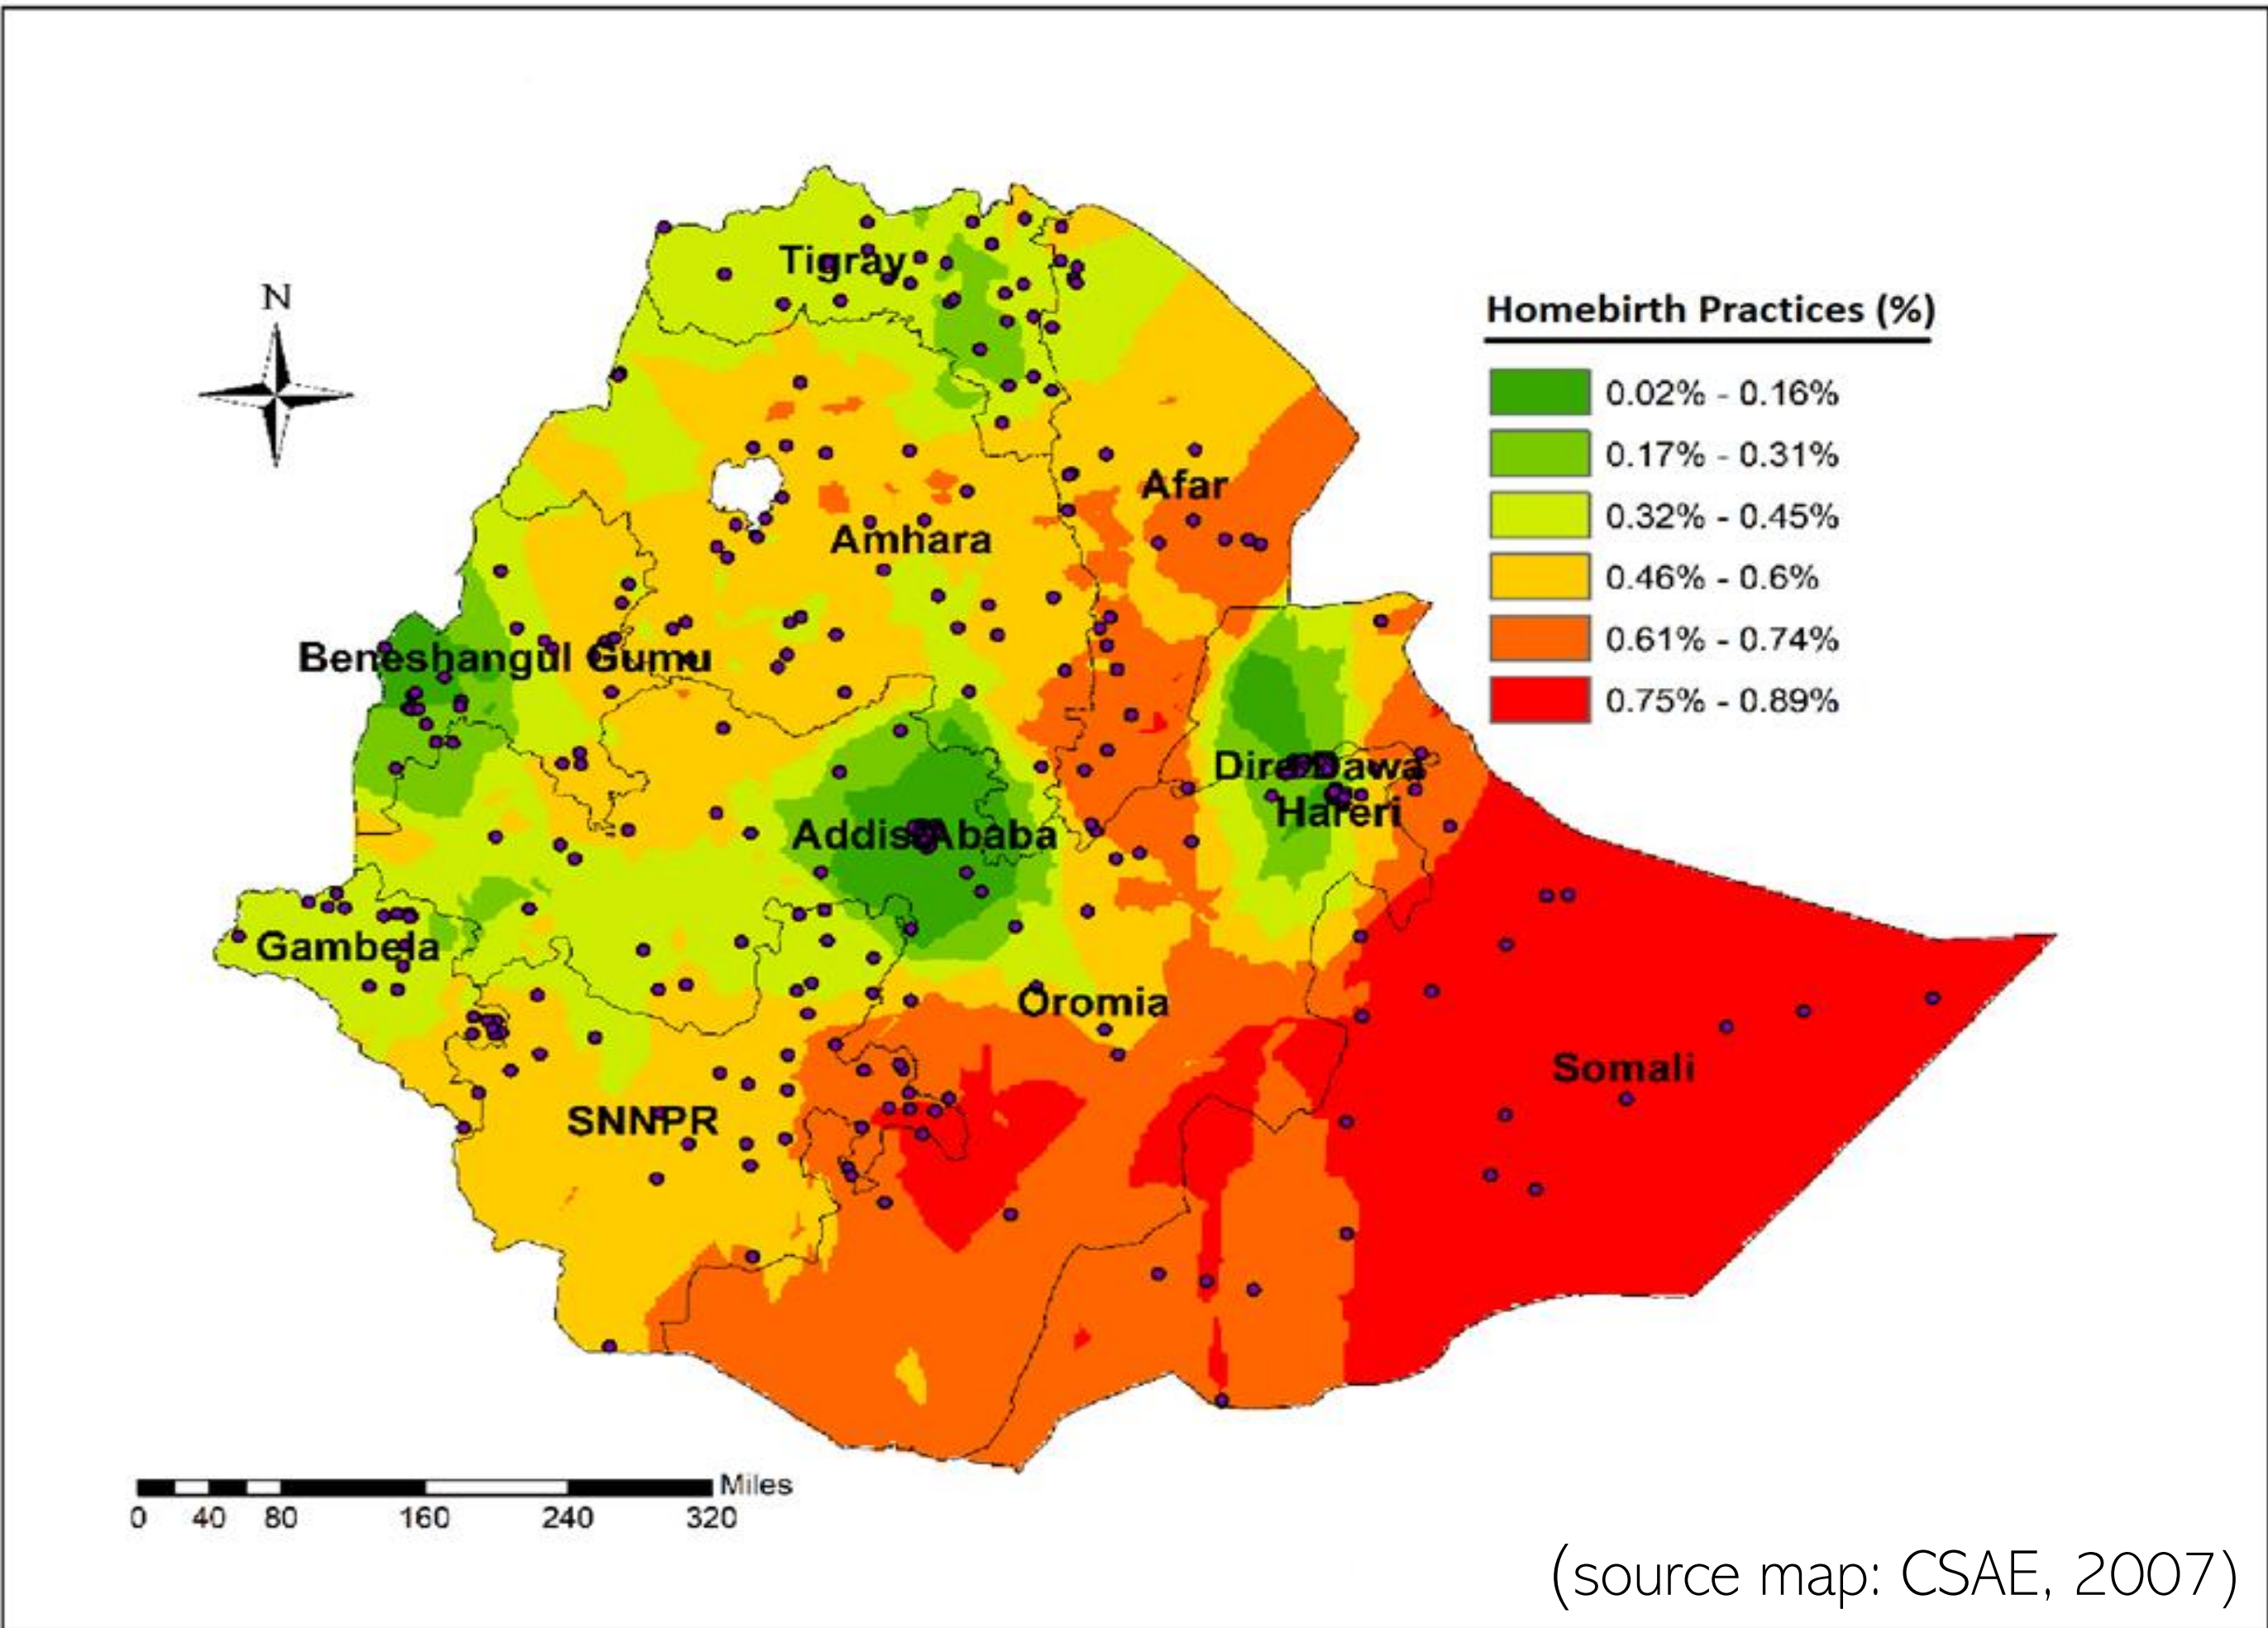 N
Tigray
Homebirth Practices (%)
0.02% - 0.16%
0.17% - 0.31%
0.32% - 0.45%
0.46% - 0.6%
0.61% - 0.74%
0.75% - 0.89%
Afar
Amhara
Beneshangul Gumu
Dire Dawa
Hareri
Addis Ababa
Gambela
Oromia
Somali
SNNPR
Miles
0 40 80 160 240 320
(source map: CSAE, 2007)